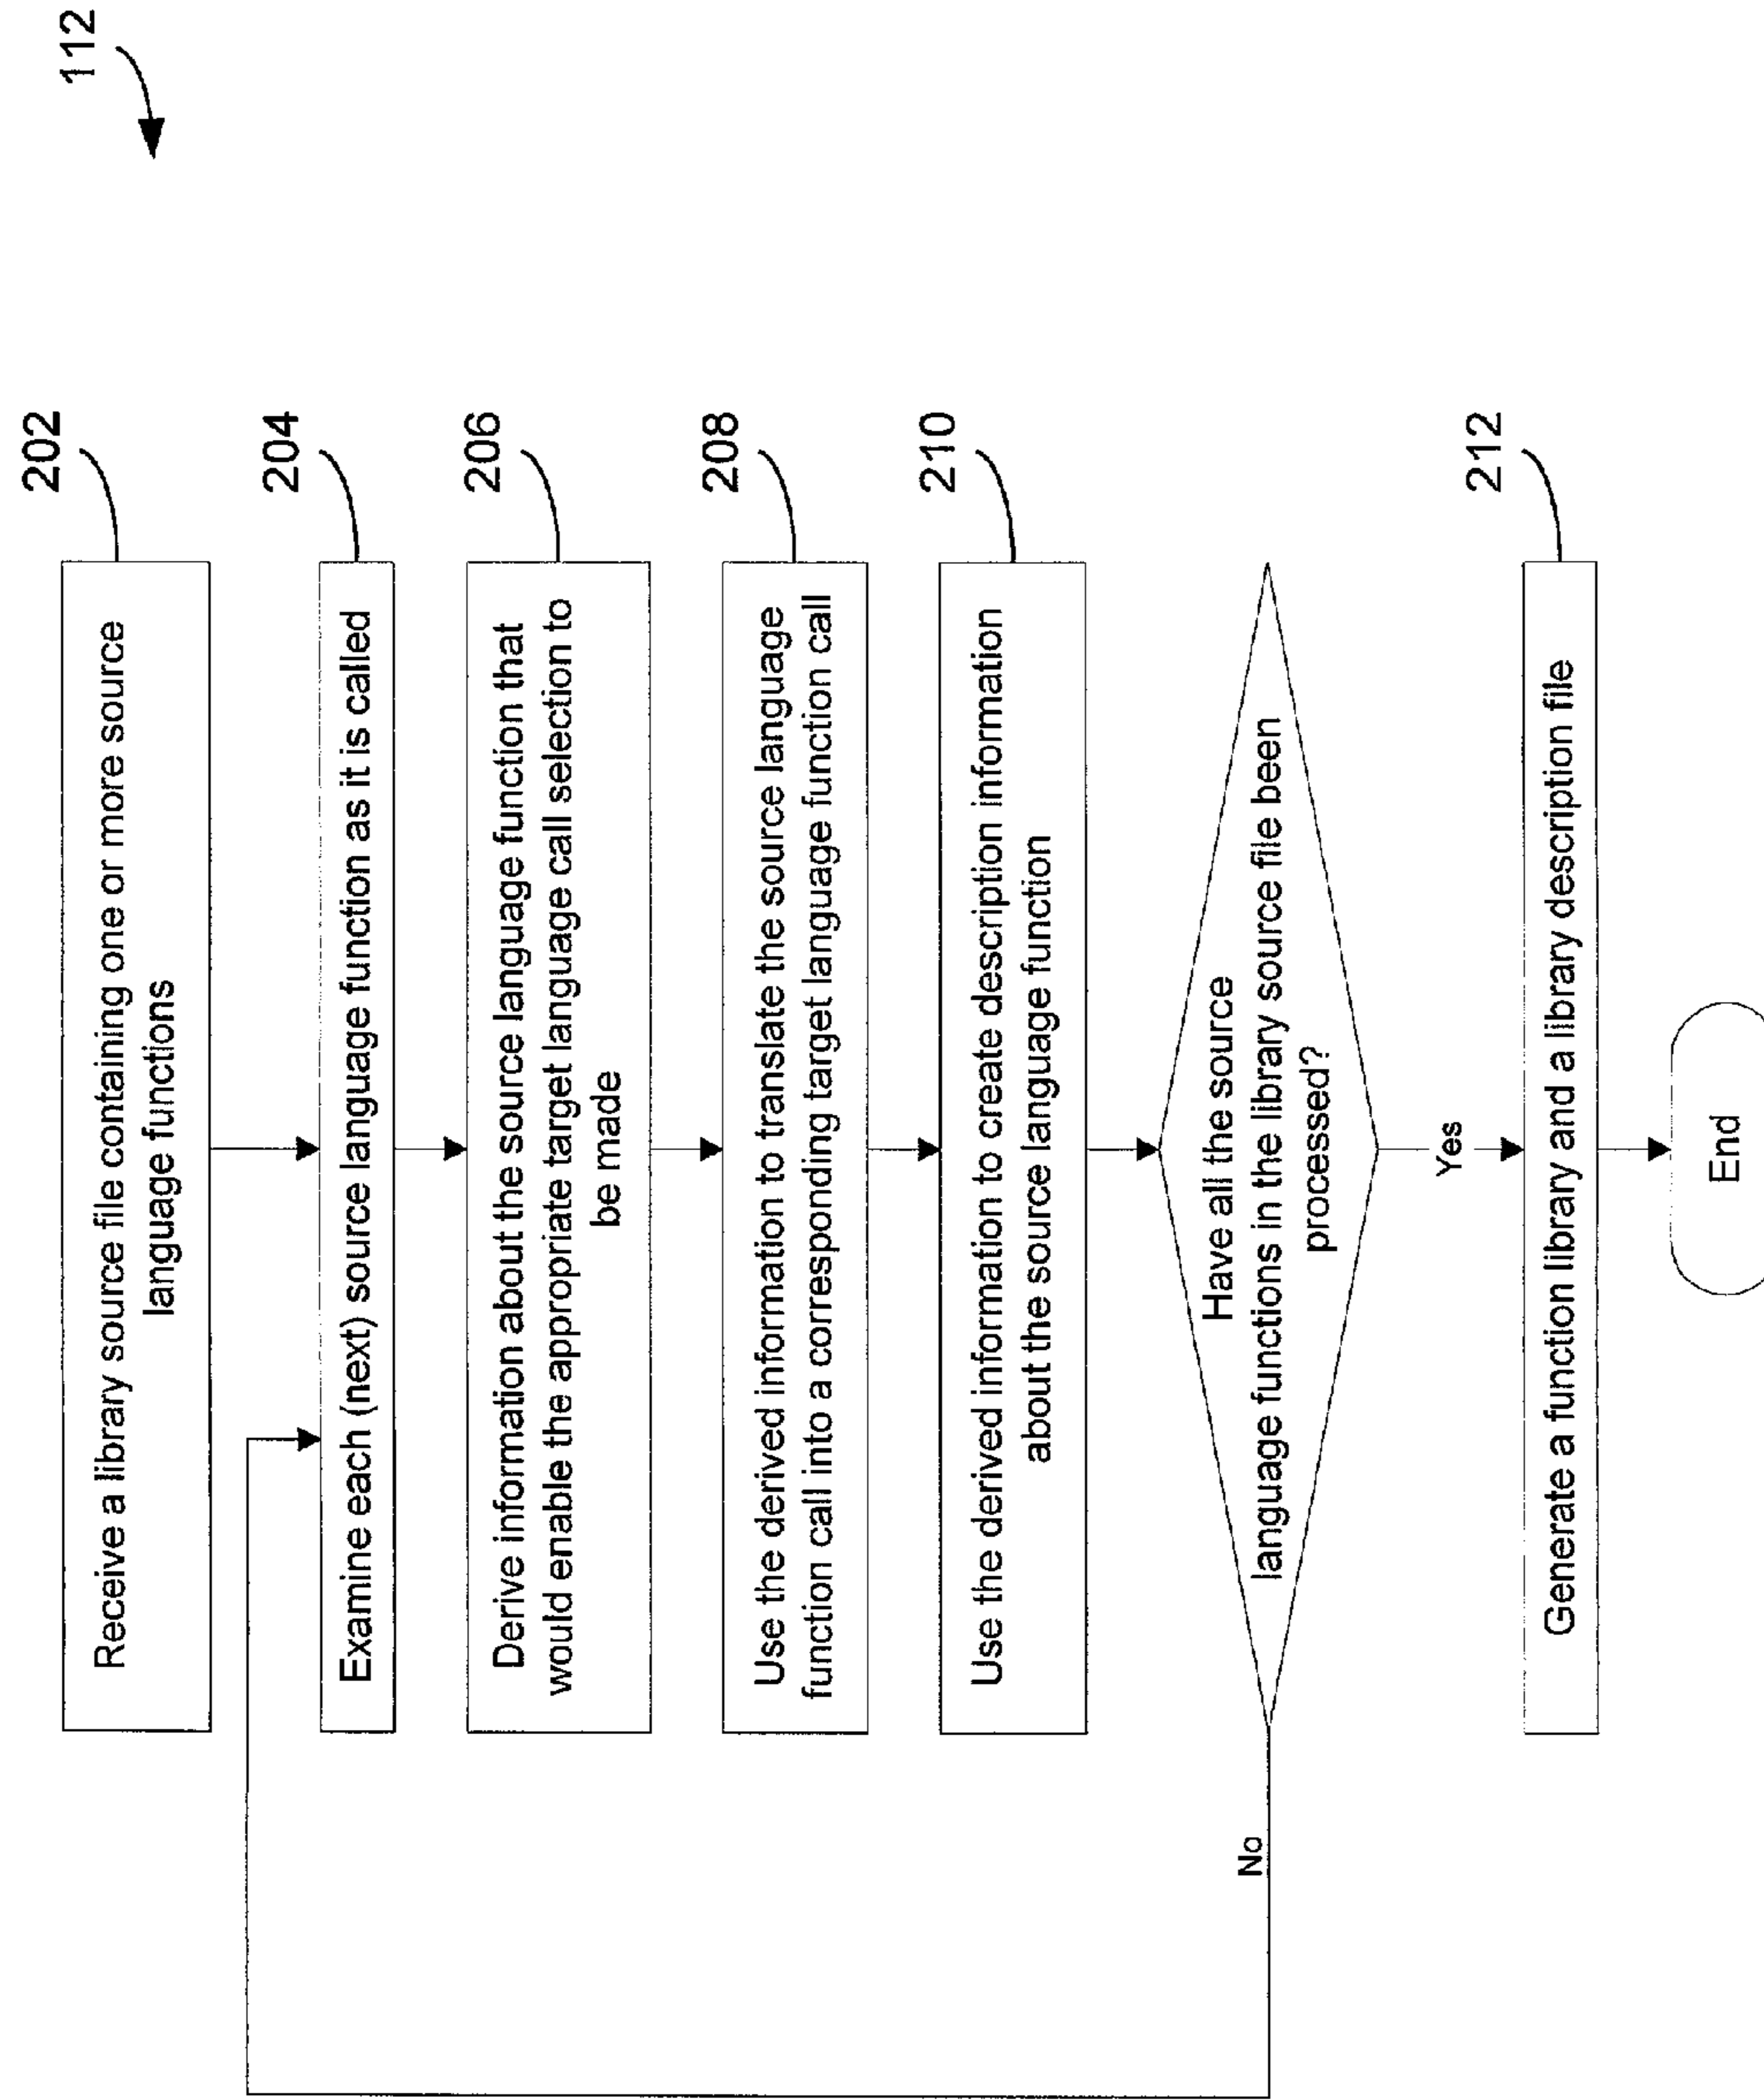 112
202
Receive a library source file containing one or more source
language functions
204
Examine each (next) source language function as it is called
206
Derive information about the source language function that
would enable the appropriate target language call selection to
be made
208
Use the derived information to translate the source language
function call into a corresponding target language function call
210
Use the derived information to create description information
about the source language function
Have all the source
language functions in the library source file been
processed?
No
Yes
212
Generate a function library and a library description file
End